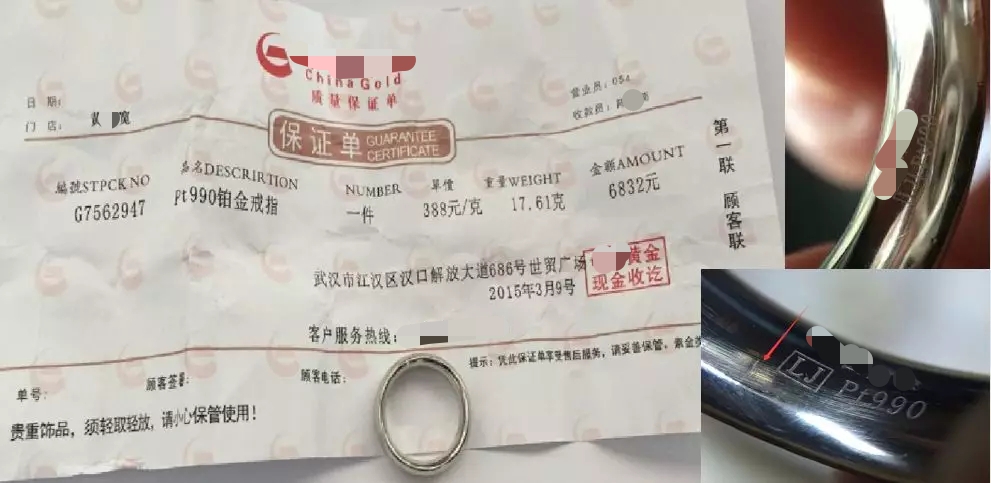 China Gold
质量保证单
日 期:
门 店:
营业员: 054
收款员:
保证单 GUARANTEE CERTIFICATE
第一联 顾客联
编號STPCK NO
名DESCRIRTION
NUMBER
单價
重量WEIGHT
金额AMOUNT
G7562947
Pt990铂金戒指
一件
388元/克
17.61克
6832元
武汉市江汉区汉口解放大道686号世贸广场
2015年3月9号
黄金
现金收讫
客户服务热线:
提示: 凭此保证单享受售后服务, 请妥善保管,
单号:
顾客签
顾客电话:
贵重饰品, 须轻取轻放, 请小心保管使用!
LJ Pt990